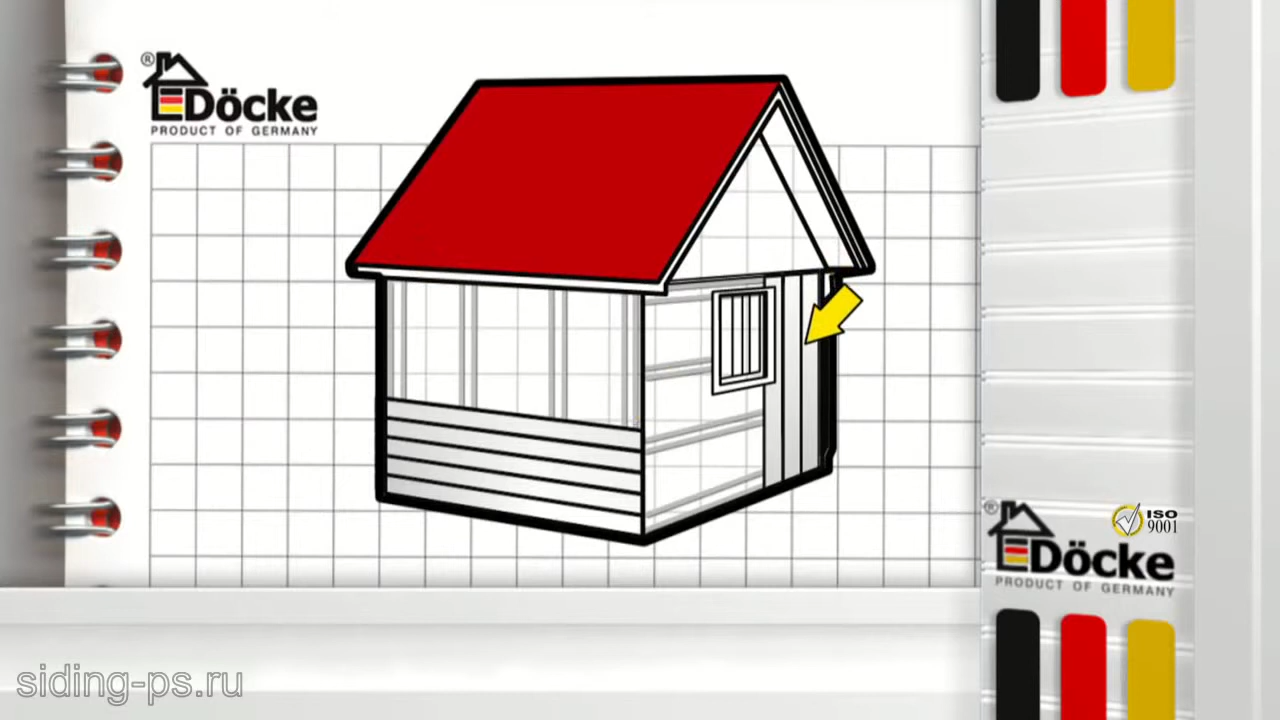 ® Döcke
PRODUCT OF GERMANY
ISO
9001
® Döcke
PRODUCT OF GERMANY
siding-ps.ru